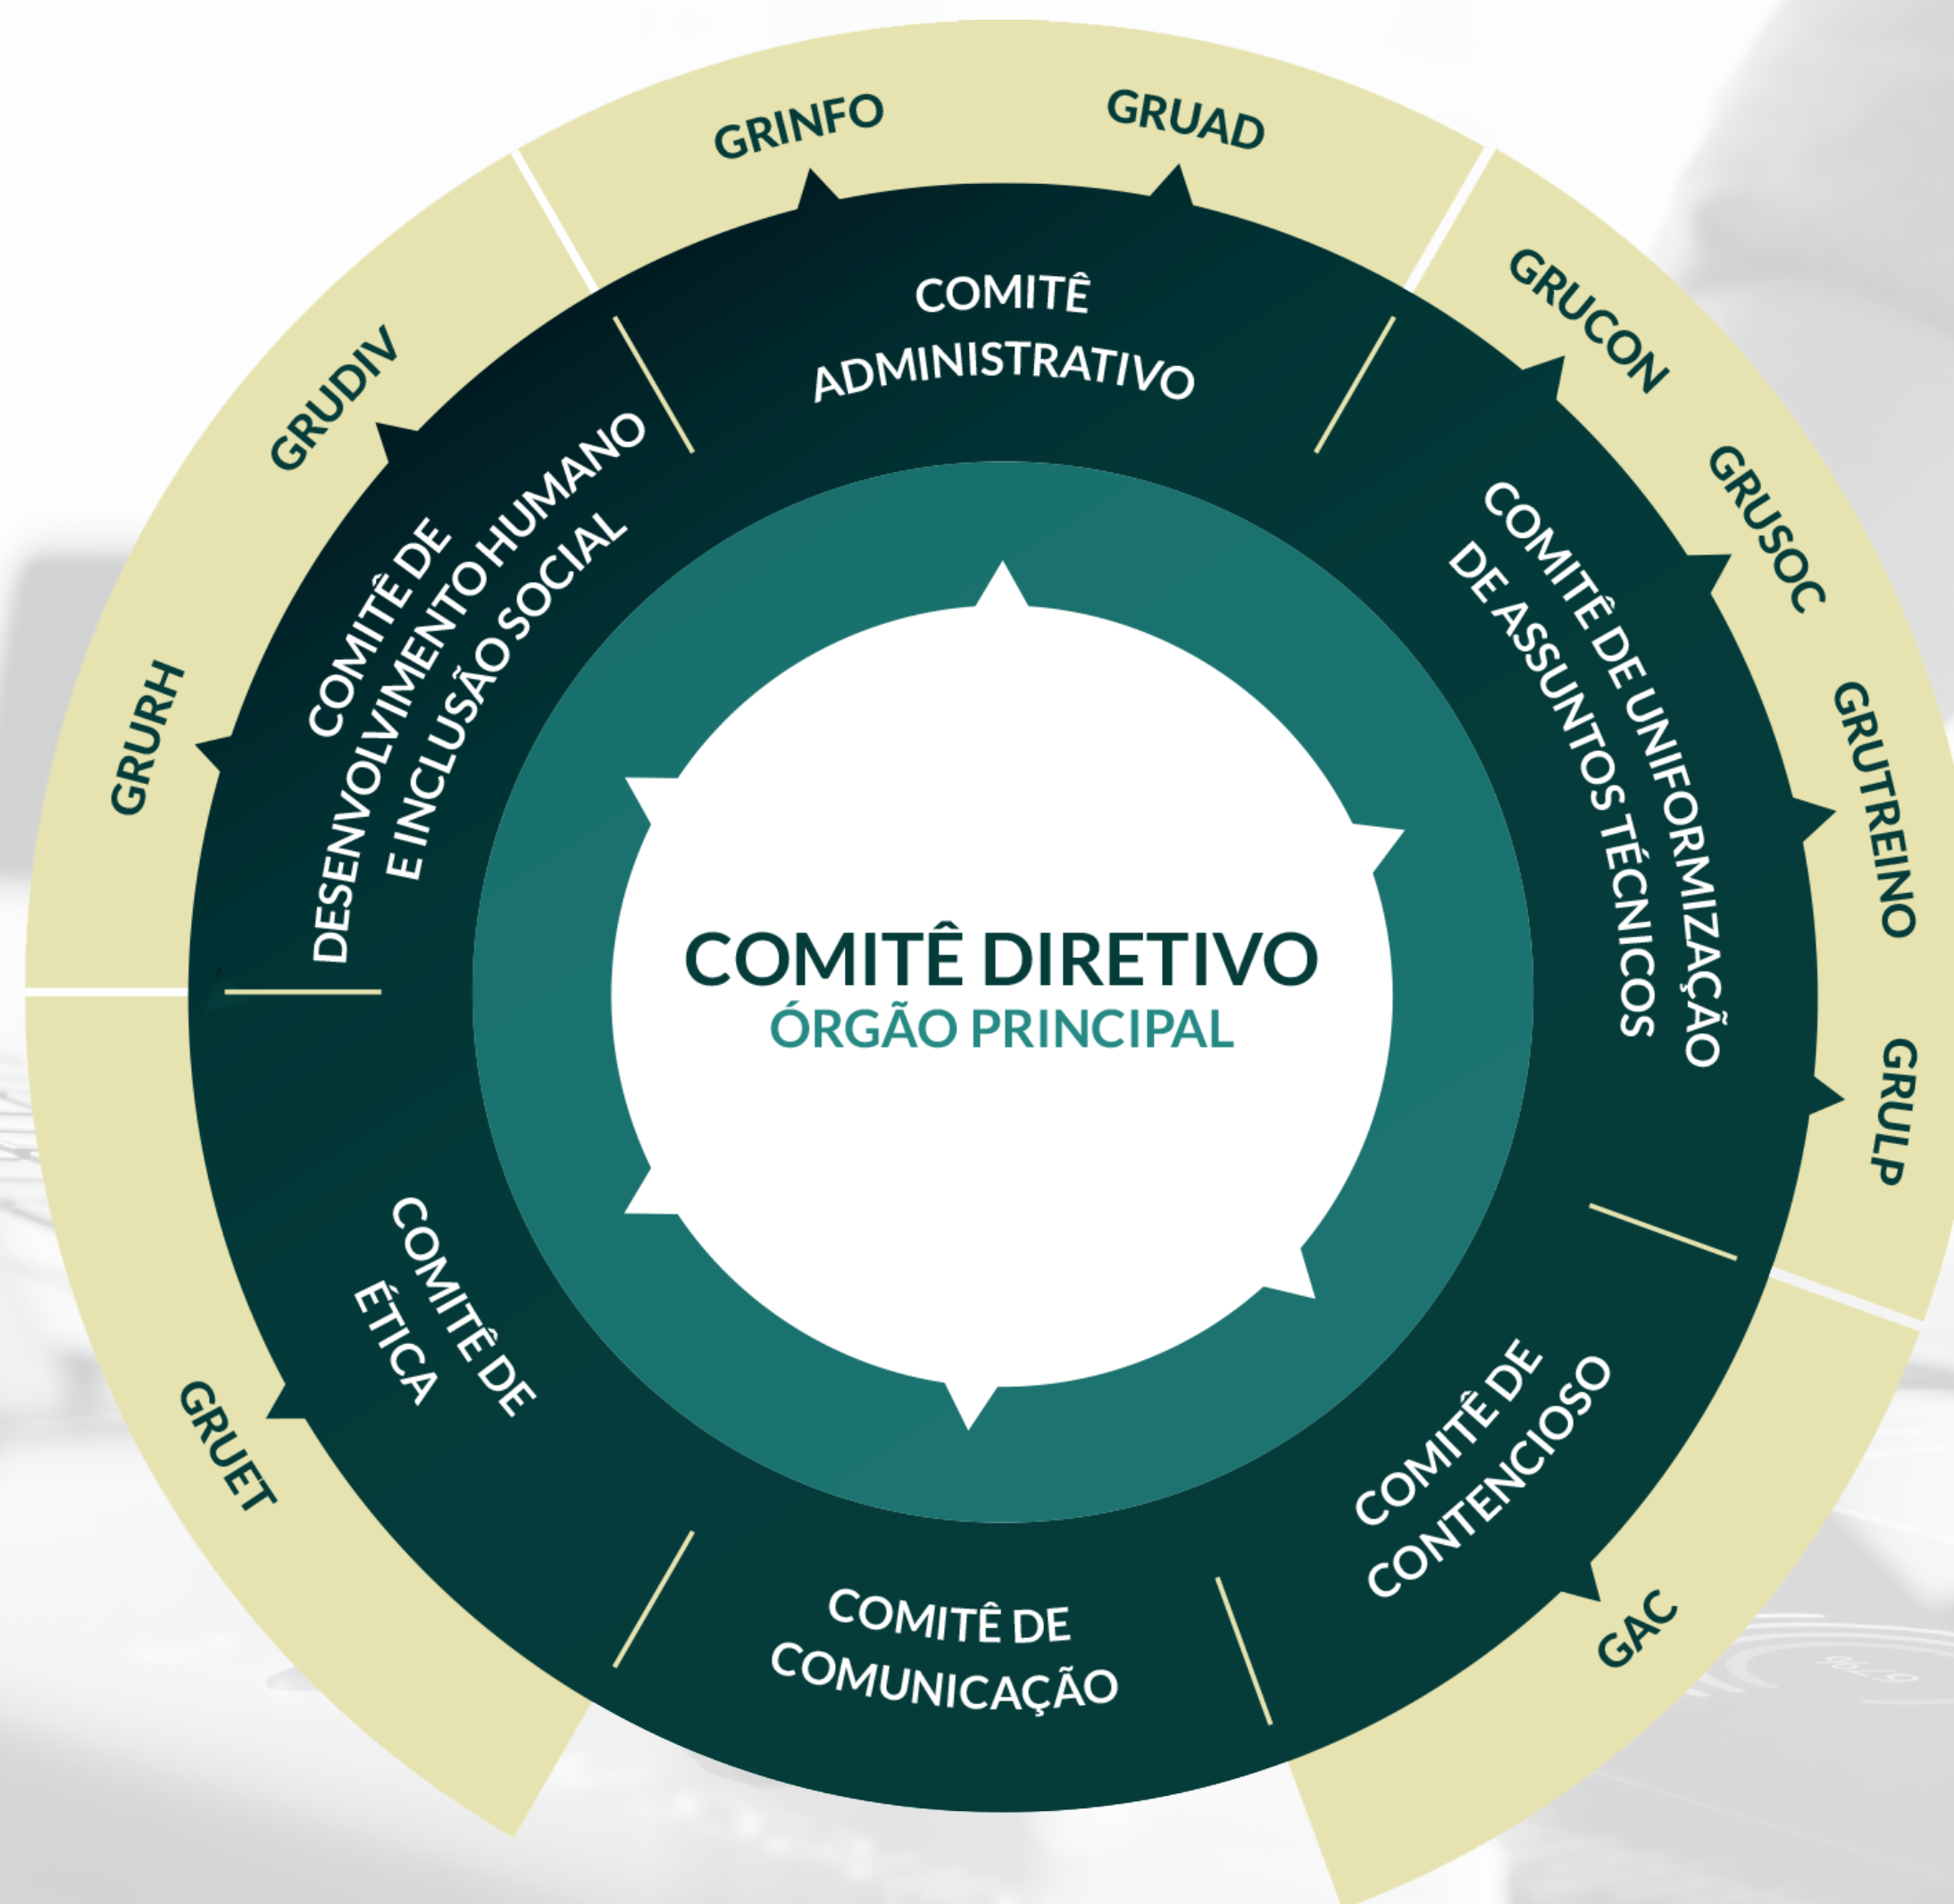 COMITÊ DIRETIVO
ÓRGÃO PRINCIPAL
COMITÊ
ADMINISTRATIVO
GRINFO
GRUAD
COMITÊ DE UNIFORMIZAÇÃO
DE ASSUNTOS TÉCNICOS
GRUCON
GRUSOC
GRUTREINO
GRULP
COMITÊ DE
CONTENCIOSO
GAC
COMITÊ DE
COMUNICAÇÃO
COMITÊ DE
ÉTICA
GRUET
COMITÊ DE
DESENVOLVIMENTO HUMANO
E INCLUSÃO SOCIAL
GRURH
GRUDIV